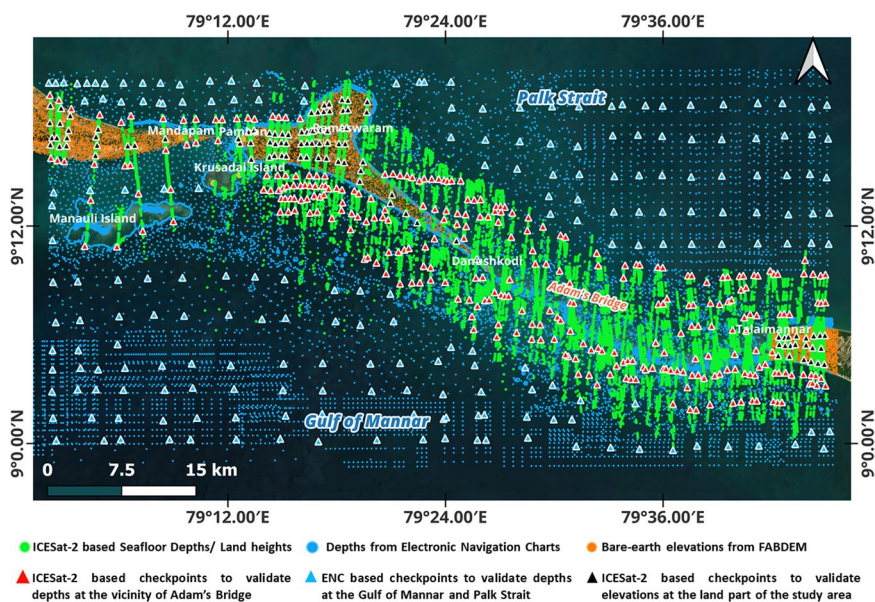 79°12.00′E 79°24.00′E 79°36.00′E
Palk Strait
Mandapam Pamban Rameswaram
Krusadai Island
Manauli Island
9°12.00′N 9°12.00′N
Danushkodi
Adam's Bridge
Talaimannar
Gulf of Mannar
9°0.00′N 9°0.00′N
0 7.5 15 km
79°12.00′E 79°24.00′E 79°36.00′E
ICESat-2 based Seafloor Depths/ Land heights Depths from Electronic Navigation Charts Bare-earth elevations from FABDEM
ICESat-2 based checkpoints to validate ENC based checkpoints to validate depths ICESat-2 based checkpoints to validate
depths at the vicinity of Adam's Bridge at the Gulf of Mannar and Palk Strait elevations at the land part of the study area